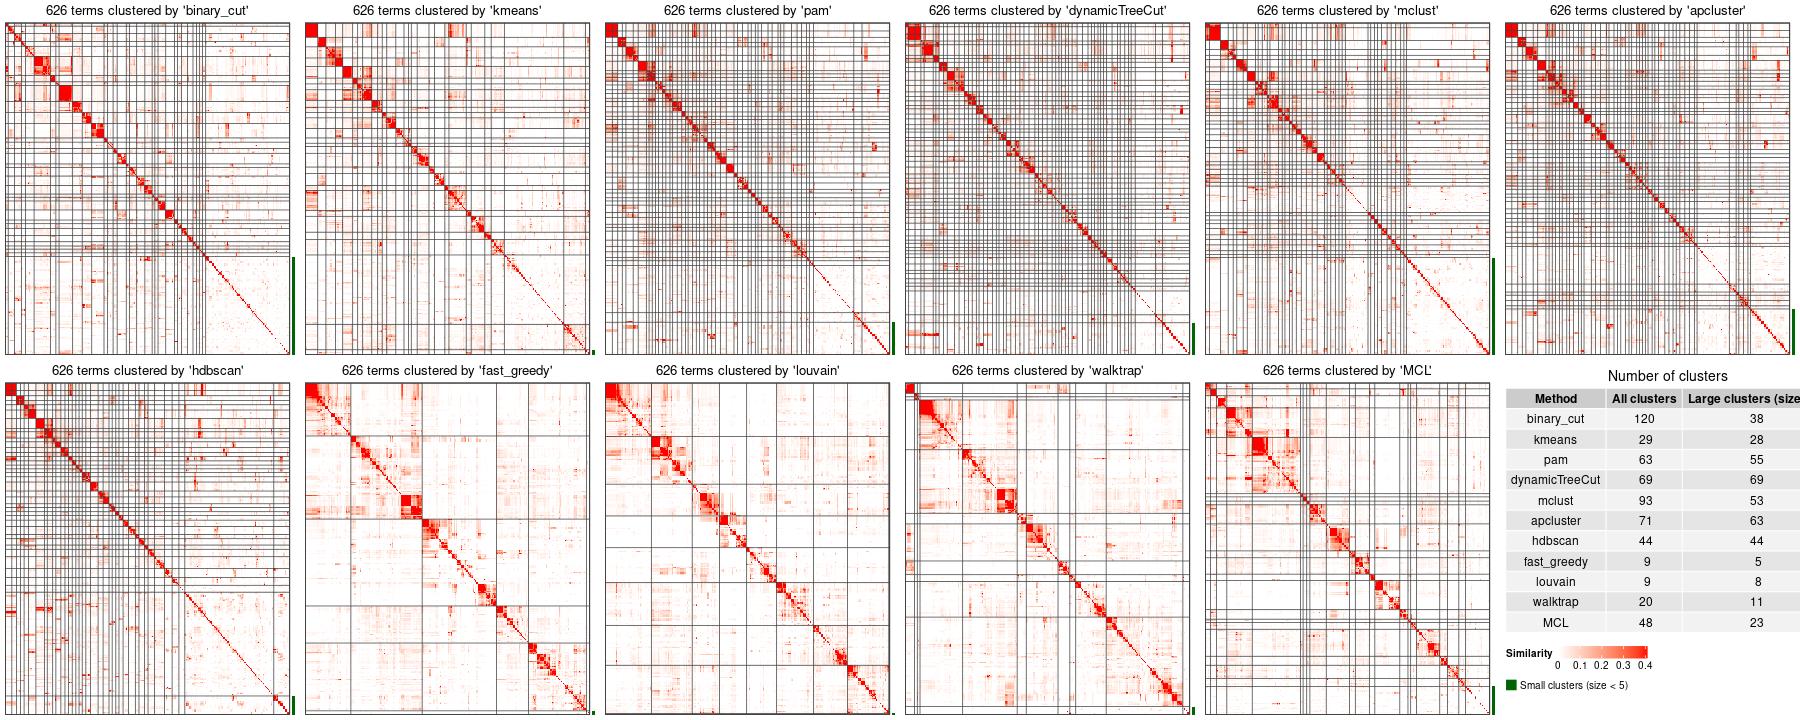 626 terms clustered by 'binary_cut'
626 terms clustered by 'kmeans'
626 terms clustered by 'pam'
626 terms clustered by 'dynamicTreeCut'
626 terms clustered by 'mclust'
626 terms clustered by 'apcluster'
626 terms clustered by 'hdbscan'
626 terms clustered by 'fast_greedy'
626 terms clustered by 'louvain'
626 terms clustered by 'walktrap'
626 terms clustered by 'MCL'
Number of clusters
Method All clusters Large clusters (size
binary_cut 120 38
kmeans 29 28
pam 63 55
dynamicTreeCut 69 69
mclust 93 53
apcluster 71 63
hdbscan 44 44
fast_greedy 9 5
louvain 9 8
walktrap 20 11
MCL 48 23
Similarity
0 0.1 0.2 0.3 0.4
Small clusters (size < 5)